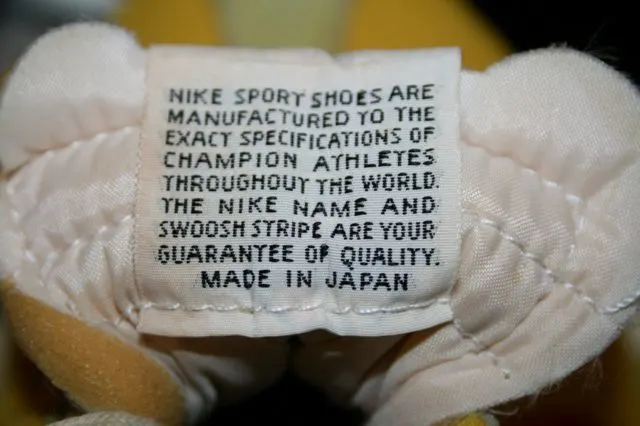 NIKE SPORT SHOES ARE
MANUFACTURED TO THE
EXACT SPECIFICATIONS OF
CHAMPION ATHLETES
THROUGHOUT THE WORLD.
THE NIKE NAME AND
SWOOSH STRIPE ARE YOUR
GUARANTEE OF QUALITY.
MADE IN JAPAN